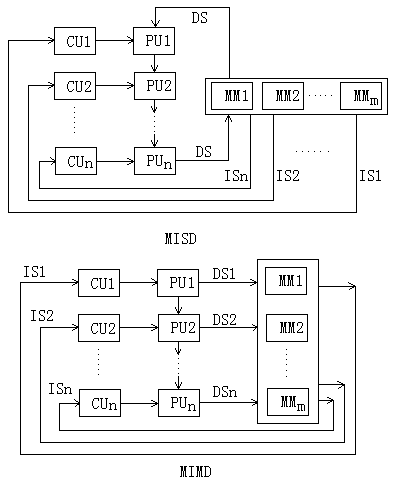 DS
CU1 PU1
CU2 PU2 MM1 MM2 ...... MMm
CUn PUn DS ISn IS2 IS1
MISD
IS1 CU1 PU1 DS1 MM1
IS2 CU2 PU2 DS2 MM2
ISn CUn PUn DSn MMm
MIMD